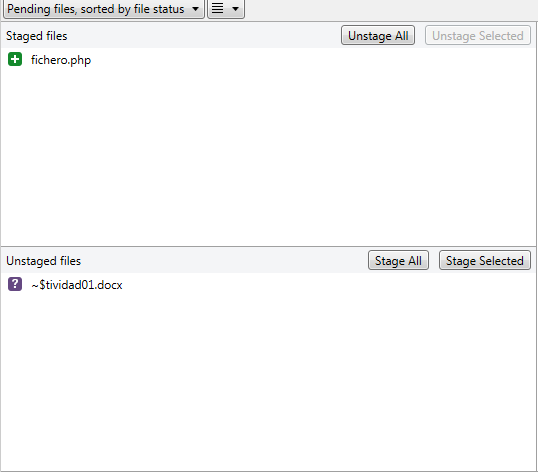 Pending files, sorted by file status
Staged files Unstage All Unstage Selected
fichero.php
Unstaged files Stage All Stage Selected
? ~$tividad01.docx